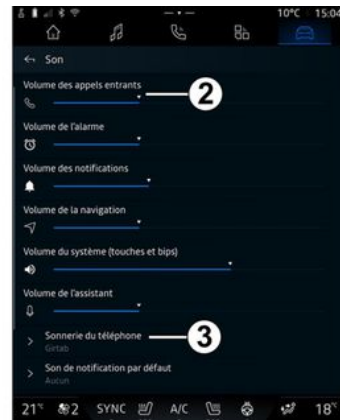 10°C 15:04
Son
Volume des appels entrants
2
Volume de l'alarme
Volume des notifications
Volume de la navigation
Volume du système (touches et bips)
Volume de l'assistant
Sonnerie du téléphone
3
Girtab
Son de notification par défaut
Aucun
21° 2 SYNC A/C 18°